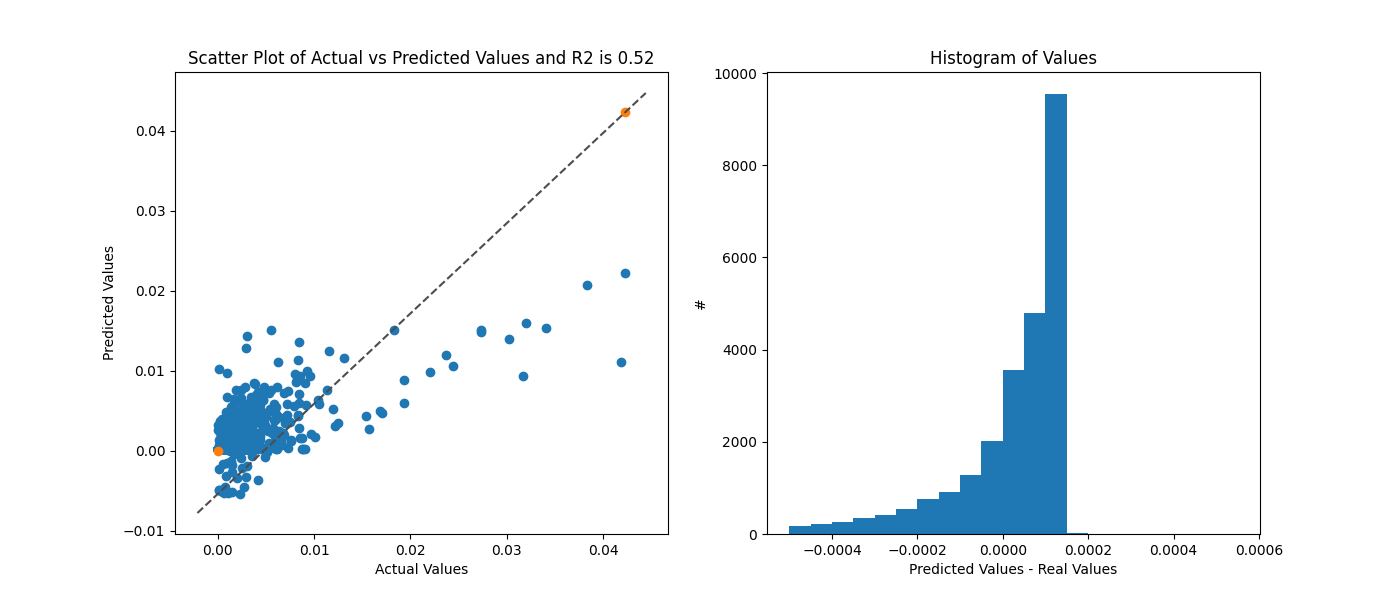 Scatter Plot of Actual vs Predicted Values and R2 is 0.52
Predicted Values
0.04
0.03
0.02
0.01
0.00
−0.01
0.00 0.01 0.02 0.03 0.04
Actual Values
Histogram of Values
#
10000
8000
6000
4000
2000
0
−0.0004 −0.0002 0.0000 0.0002 0.0004 0.0006
Predicted Values - Real Values